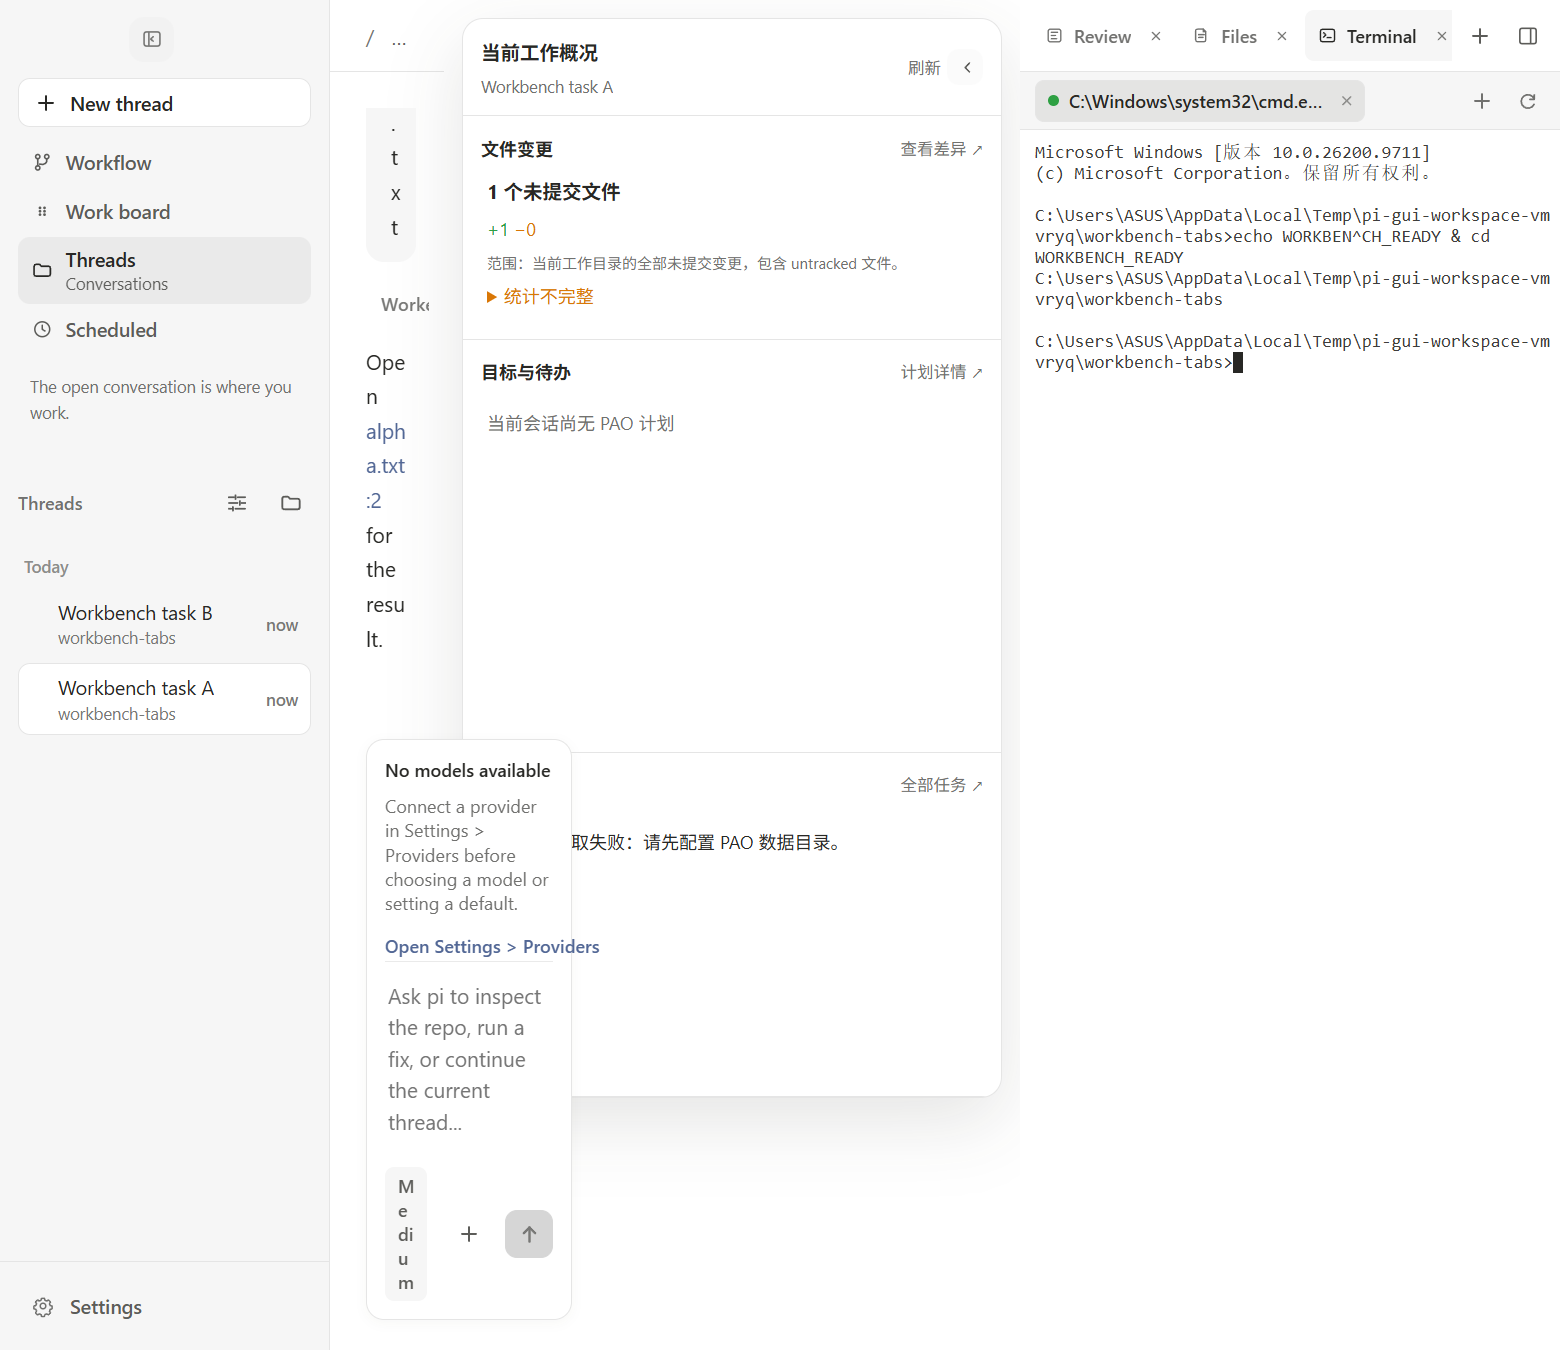 New thread
Workflow
Work board
Threads
Conversations
Scheduled
The open conversation is where you
work.
Threads
Today
Workbench task B
workbench-tabs
now
Workbench task A
workbench-tabs
now
Settings
/ ...
.
t
x
t
Ope
n
alph
a.txt
:2
for
the
resu
lt.
当前工作概况
Workbench task A
刷新
文件变更
查看差异 ↗
1 个未提交文件
+1 −0
范围：当前工作目录的全部未提交变更，包含 untracked 文件。
▶ 统计不完整
目标与待办
计划详情 ↗
当前会话尚无 PAO 计划
全部任务 ↗
取失败：请先配置 PAO 数据目录。
No models available
Connect a provider
in Settings >
Providers before
choosing a model or
setting a default.
Open Settings > Providers
Ask pi to inspect
the repo, run a
fix, or continue
the current
thread...
M
e
di
u
m
Review
Files
Terminal
C:\Windows\system32\cmd.e...
Microsoft Windows [版本 10.0.26200.9711]
(c) Microsoft Corporation。保留所有权利。
C:\Users\ASUS\AppData\Local\Temp\pi-gui-workspace-vm
vryq\workbench-tabs>echo WORKBEN^CH_READY & cd
WORKBENCH_READY
C:\Users\ASUS\AppData\Local\Temp\pi-gui-workspace-vm
vryq\workbench-tabs
C:\Users\ASUS\AppData\Local\Temp\pi-gui-workspace-vm
vryq\workbench-tabs>